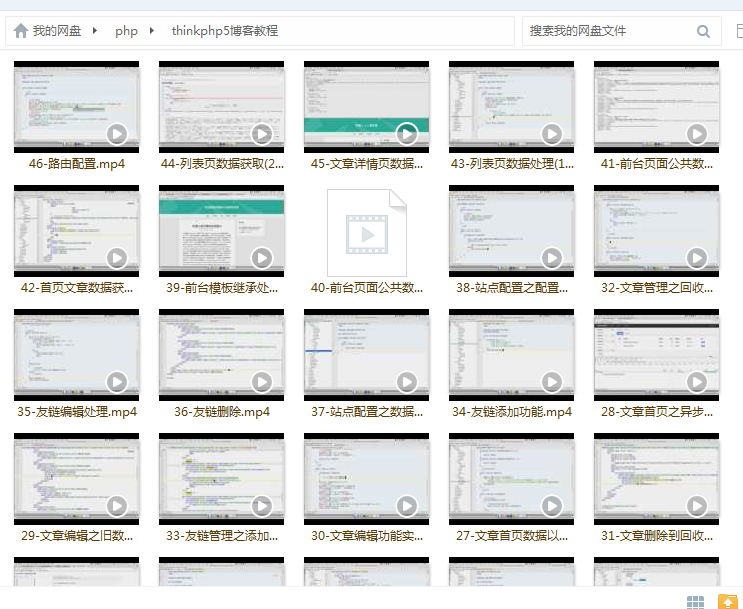 我的网盘 php thinkphp5博客教程 搜索我的网盘文件
46-路由配置.mp4 44-列表页数据获取(2... 45-文章详情页数据... 43-列表页数据处理(1... 41-前台页面公共数...
42-首页文章数据获... 39-前台模板继承处... 40-前台页面公共数... 38-站点配置之配置... 32-文章管理之回收...
35-友链编辑处理.mp4 36-友链删除.mp4 37-站点配置之数据... 34-友链添加功能.mp4 28-文章首页之异步...
29-文章编辑之旧数... 33-友链管理之添加... 30-文章编辑功能实... 27-文章首页数据以... 31-文章删除到回收...